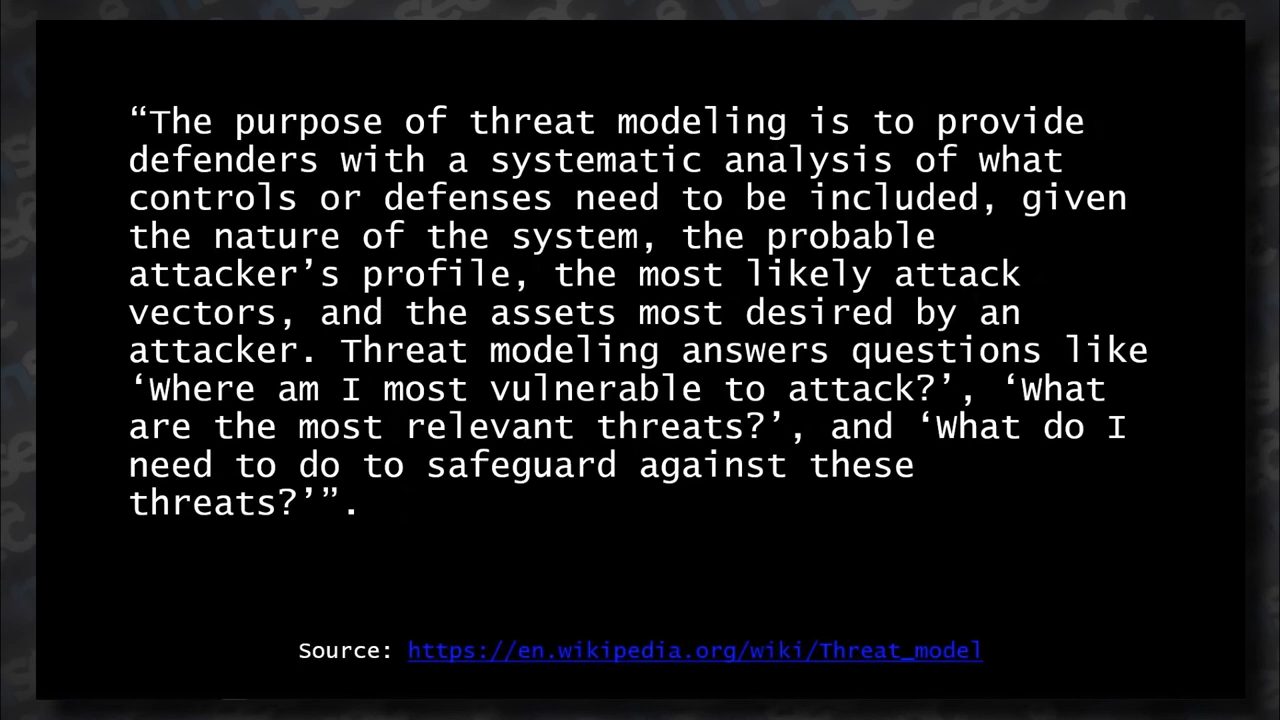 “The purpose of threat modeling is to provide
defenders with a systematic analysis of what
controls or defenses need to be included, given
the nature of the system, the probable
attacker’s profile, the most likely attack
vectors, and the assets most desired by an
attacker. Threat modeling answers questions like
‘Where am I most vulnerable to attack?’, ‘What
are the most relevant threats?’, and ‘What do I
need to do to safeguard against these
threats?’”.
Source: https://en.wikipedia.org/wiki/Threat_model